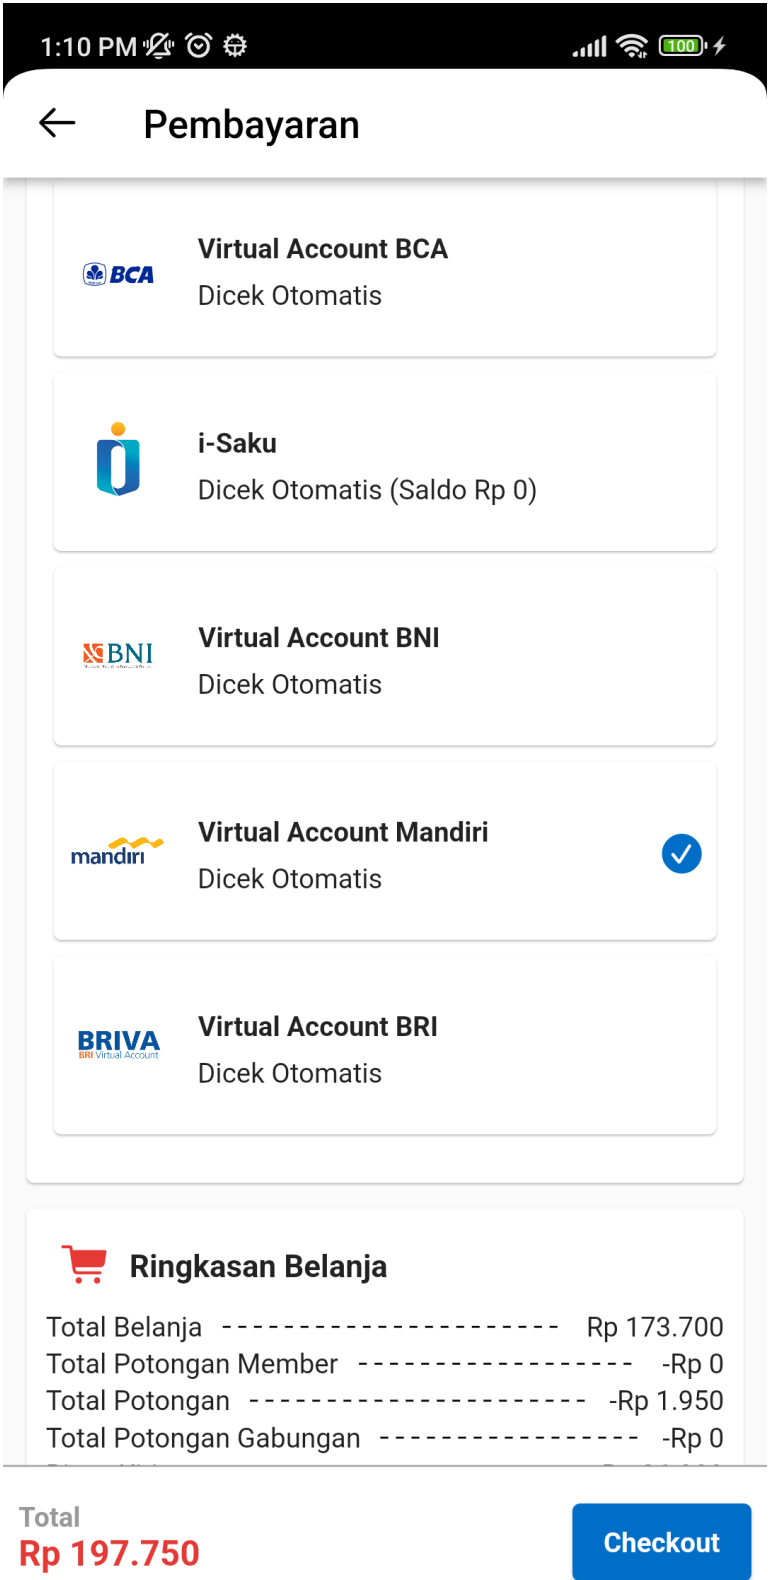 1:10 PM
100
Pembayaran
BCA
Virtual Account BCA
Dicek Otomatis
i-Saku
Dicek Otomatis (Saldo Rp 0)
BNI
Virtual Account BNI
Dicek Otomatis
mandiri
Virtual Account Mandiri
Dicek Otomatis
BRIVA
BRI Virtual Account
Virtual Account BRI
Dicek Otomatis
Ringkasan Belanja
Total Belanja ---------------------- Rp 173.700
Total Potongan Member ------------------ -Rp 0
Total Potongan ---------------------- -Rp 1.950
Total Potongan Gabungan ----------------- -Rp 0
Total
Rp 197.750
Checkout